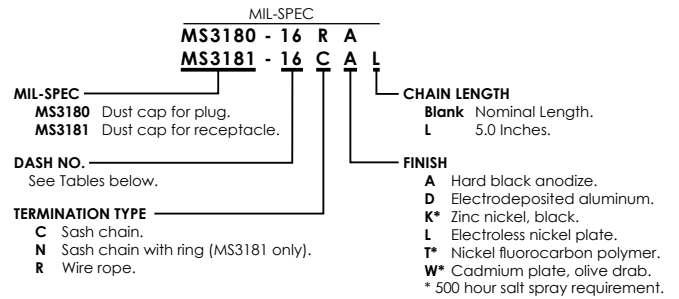 MIL-SPEC
MS3180 - 16 R A
MS3181 - 16 C A L
MIL-SPEC
MS3180 Dust cap for plug.
MS3181 Dust cap for receptacle.
DASH NO.
See Tables below.
TERMINATION TYPE
C Sash chain.
N Sash chain with ring (MS3181 only).
R Wire rope.
CHAIN LENGTH
Blank Nominal Length.
L 5.0 Inches.
FINISH
A Hard black anodize.
D Electrodeposited aluminum.
K* Zinc nickel, black.
L Electroless nickel plate.
T* Nickel fluorocarbon polymer.
W* Cadmium plate, olive drab.
* 500 hour salt spray requirement.